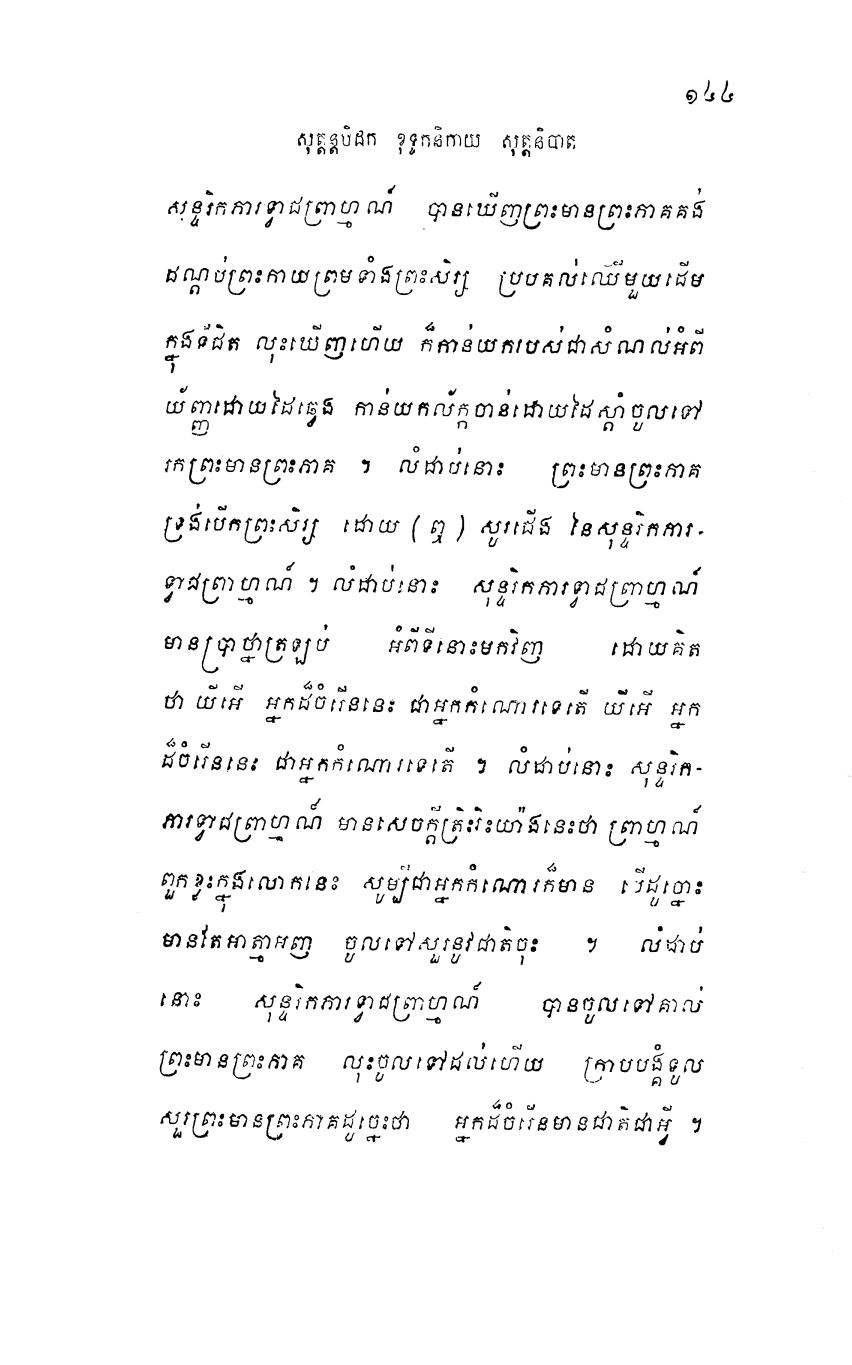 ១៤៤
សុត្តន្តបិដក ខុទ្ទកនិកាយ សុត្តនិបាត
សុន្ទរិកភារទ្វាជព្រាហ្មណ៍ បានឃើញព្រះមានព្រះភាគគង់
ដណ្តប់ព្រះកាយព្រមទាំងព្រះសិរ្ស ប្របគល់ឈើមួយដើម
ក្នុងទីជិត លុះឃើញហើយ ក៏កាន់យករបស់ជាសំណល់អំពី
យ័ញ្ញដោយដៃឆ្វេង កាន់យកល័ក្កចាន់ដោយដៃស្តាំចូលទៅ
រកព្រះមានព្រះភាគ ។ លំដាប់នោះ ព្រះមានព្រះភាគ
ទ្រង់បើកព្រះសិរ្ស ដោយ (ឮ) សូរជើង នៃសុន្ទរិកភារ-
ទ្វាជព្រាហ្មណ៍ ។ លំដាប់នោះ សុន្ទរិកភារទ្វាជព្រាហ្មណ៍
មានប្រាថ្នាត្រឡប់ អំពីទីនោះមកវិញ ដោយគិត
ថា យីអើ អ្នកដ៏ចំរើននេះ ជាអ្នកកំណោរទេតើ យីអើ អ្នក
ដ៏ចំរើននេះ ជាអ្នកកំណោរទេតើ ។ លំដាប់នោះ សុន្ទរិក-
ភារទ្វាជព្រាហ្មណ៍ មានសេចក្តីត្រិះរិះយ៉ាងនេះថា ព្រាហ្មណ៍
ពួកខ្លះក្នុងលោកនេះ សូម្បីជាអ្នកកំណោរក៏មាន បើដូច្នោះ
មានតែអាត្មាអញ ចូលទៅសួរនូវជាតិចុះ ។ លំដាប់
នោះ សុន្ទរិកភារទ្វាជព្រាហ្មណ៍ បានចូលទៅគាល់
ព្រះមានព្រះភាគ លុះចូលទៅដល់ហើយ ក្រាបបង្គំទូល
សួរព្រះមានព្រះភាគដូច្នេះថា អ្នកដ៏ចំរើនមានជាតិជាអ្វី ។